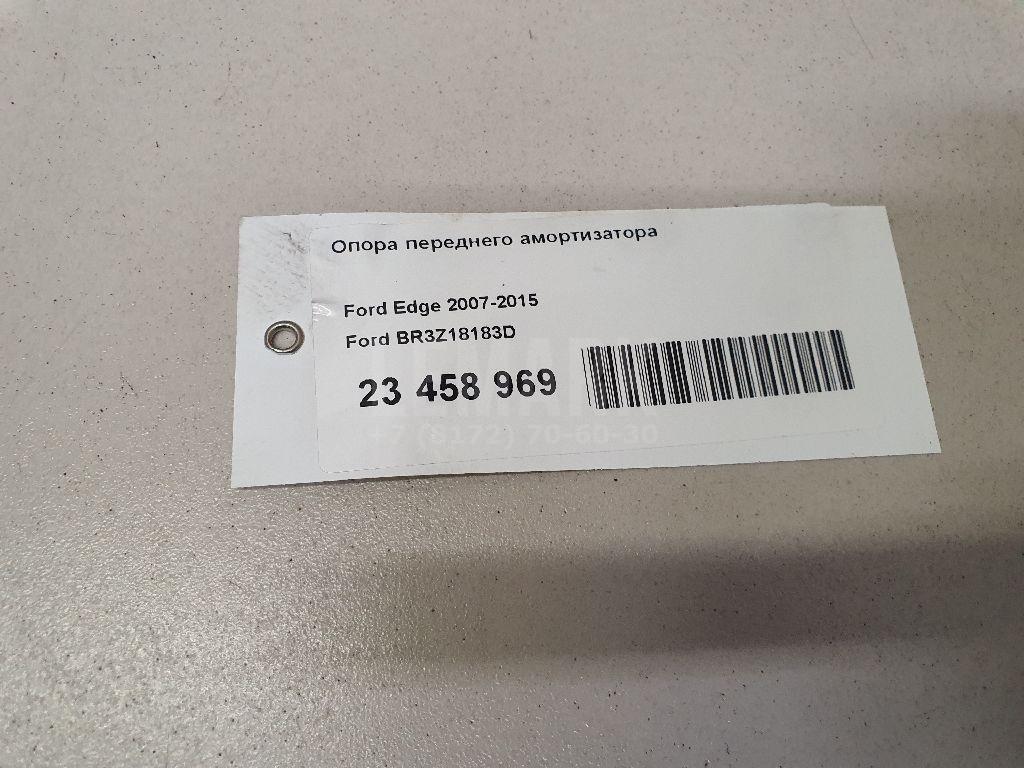 Опора переднего амортизатора
Ford Edge 2007-2015
Ford BR3Z18183D
23 458 969
+7 (8172) 70-60-30